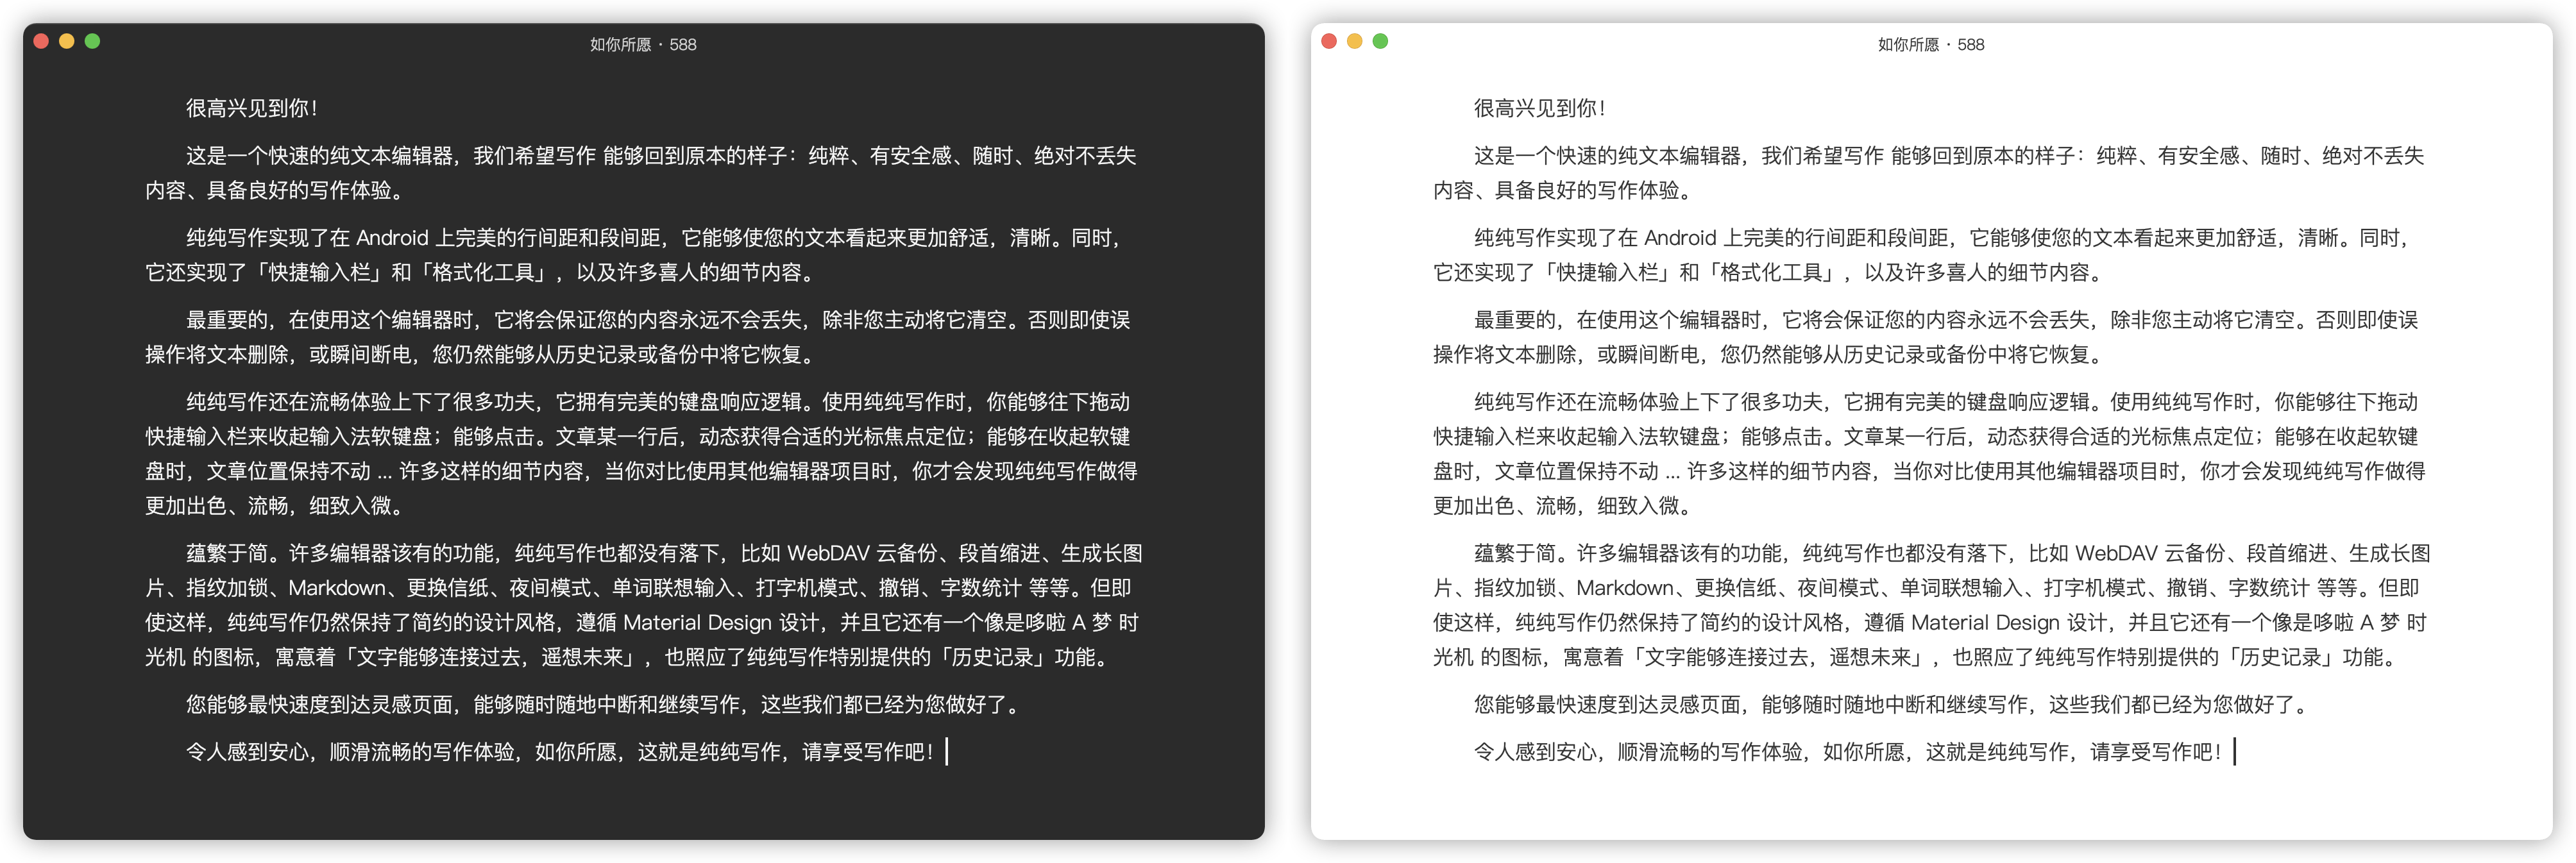 如你所愿 · 588
很高兴见到你！
这是一个快速的纯文本编辑器，我们希望写作 能够回到原本的样子：纯粹、有安全感、随时、绝对不丢失
内容、具备良好的写作体验。
纯纯写作实现了在 Android 上完美的行间距和段间距，它能够使您的文本看起来更加舒适，清晰。同时，
它还实现了「快捷输入栏」和「格式化工具」，以及许多喜人的细节内容。
最重要的，在使用这个编辑器时，它将会保证您的内容永远不会丢失，除非您主动将它清空。否则即使误
操作将文本删除，或瞬间断电，您仍然能够从历史记录或备份中将它恢复。
纯纯写作还在流畅体验上下了很多功夫，它拥有完美的键盘响应逻辑。使用纯纯写作时，你能够往下拖动
快捷输入栏来收起输入法软键盘；能够点击。文章某一行后，动态获得合适的光标焦点定位；能够在收起软键
盘时，文章位置保持不动 ... 许多这样的细节内容，当你对比使用其他编辑器项目时，你才会发现纯纯写作做得
更加出色、流畅，细致入微。
蕴繁于简。许多编辑器该有的功能，纯纯写作也都没有落下，比如 WebDAV 云备份、段首缩进、生成长图
片、指纹加锁、Markdown、更换信纸、夜间模式、单词联想输入、打字机模式、撤销、字数统计 等等。但即
使这样，纯纯写作仍然保持了简约的设计风格，遵循 Material Design 设计，并且它还有一个像是哆啦 A 梦 时
光机 的图标，寓意着「文字能够连接过去，遥想未来」，也照应了纯纯写作特别提供的「历史记录」功能。
您能够最快速度到达灵感页面，能够随时随地中断和继续写作，这些我们都已经为您做好了。
令人感到安心，顺滑流畅的写作体验，如你所愿，这就是纯纯写作，请享受写作吧！
如你所愿 · 588
很高兴见到你！
这是一个快速的纯文本编辑器，我们希望写作 能够回到原本的样子：纯粹、有安全感、随时、绝对不丢失
内容、具备良好的写作体验。
纯纯写作实现了在 Android 上完美的行间距和段间距，它能够使您的文本看起来更加舒适，清晰。同时，
它还实现了「快捷输入栏」和「格式化工具」，以及许多喜人的细节内容。
最重要的，在使用这个编辑器时，它将会保证您的内容永远不会丢失，除非您主动将它清空。否则即使误
操作将文本删除，或瞬间断电，您仍然能够从历史记录或备份中将它恢复。
纯纯写作还在流畅体验上下了很多功夫，它拥有完美的键盘响应逻辑。使用纯纯写作时，你能够往下拖动
快捷输入栏来收起输入法软键盘；能够点击。文章某一行后，动态获得合适的光标焦点定位；能够在收起软键
盘时，文章位置保持不动 ... 许多这样的细节内容，当你对比使用其他编辑器项目时，你才会发现纯纯写作做得
更加出色、流畅，细致入微。
蕴繁于简。许多编辑器该有的功能，纯纯写作也都没有落下，比如 WebDAV 云备份、段首缩进、生成长图
片、指纹加锁、Markdown、更换信纸、夜间模式、单词联想输入、打字机模式、撤销、字数统计 等等。但即
使这样，纯纯写作仍然保持了简约的设计风格，遵循 Material Design 设计，并且它还有一个像是哆啦 A 梦 时
光机 的图标，寓意着「文字能够连接过去，遥想未来」，也照应了纯纯写作特别提供的「历史记录」功能。
您能够最快速度到达灵感页面，能够随时随地中断和继续写作，这些我们都已经为您做好了。
令人感到安心，顺滑流畅的写作体验，如你所愿，这就是纯纯写作，请享受写作吧！